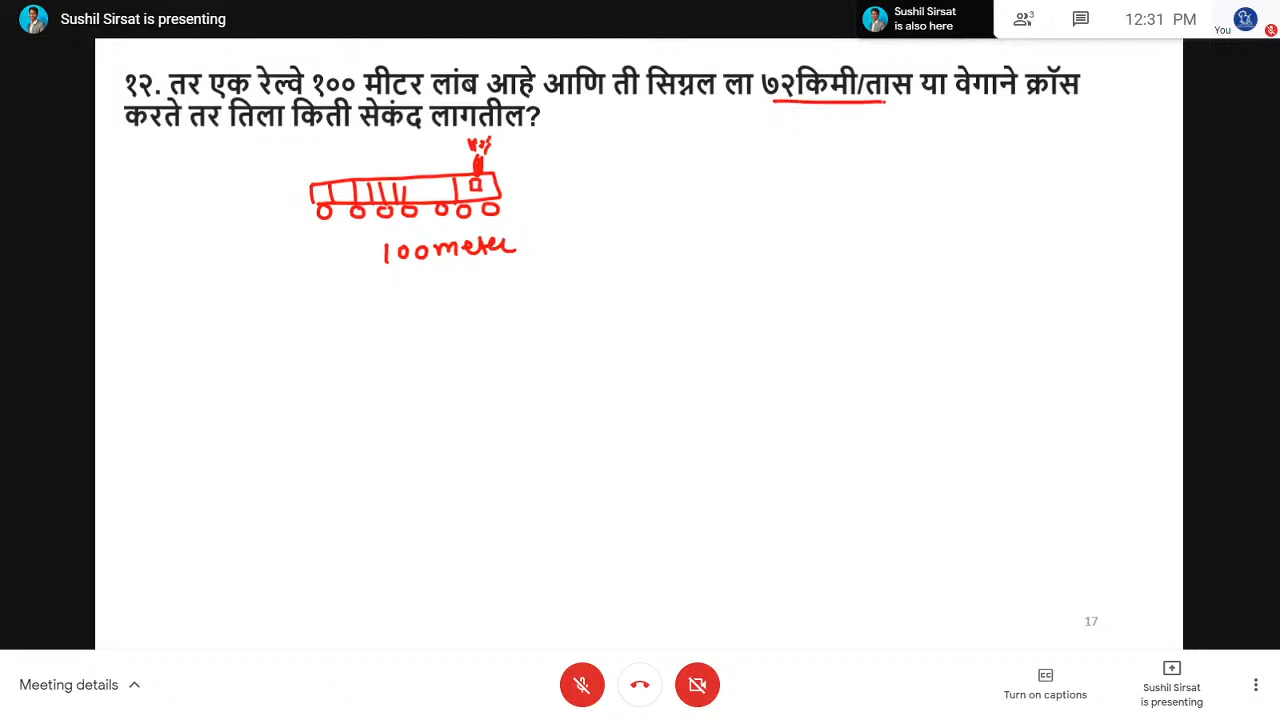 Sushil Sirsat is presenting
Sushil Sirsat
is also here
3
12:31 PM
You
१२. तर एक रेल्वे १०० मीटर लांब आहे आणि ती सिग्नल ला ७२किमी/तास या वेगाने क्रॉस
करते तर तिला किती सेकंद लागतील?
100meter
17
Meeting details
CC
Turn on captions
Sushil Sirsat
is presenting